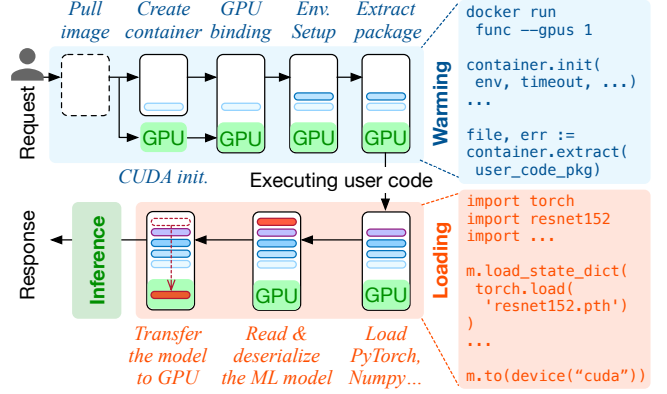 Pull
image
Create
container
GPU
binding
Env.
Setup
Extract
package
Request
GPU
GPU
GPU
GPU
CUDA init.
Warming
docker run
func --gpus 1
container.init(
env, timeout, ...)
...
file, err :=
container.extract(
user_code_pkg)
Executing user code
Response
Inference
GPU
GPU
Transfer
the model
to GPU
Read &
deserialize
the ML model
Load
PyTorch,
Numpy…
Loading
import torch
import resnet152
import ...
m.load_state_dict(
torch.load(
'resnet152.pth')
)
...
m.to(device(“cuda”))